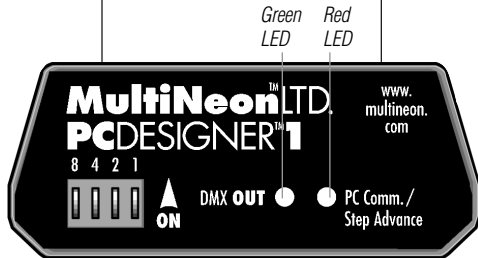 Green Red
LED LED
MultiNeon™LTD.
PCDESIGNER™1
www.
multineon.
com
8 4 2 1
ON
DMX OUT
PC Comm./
Step Advance